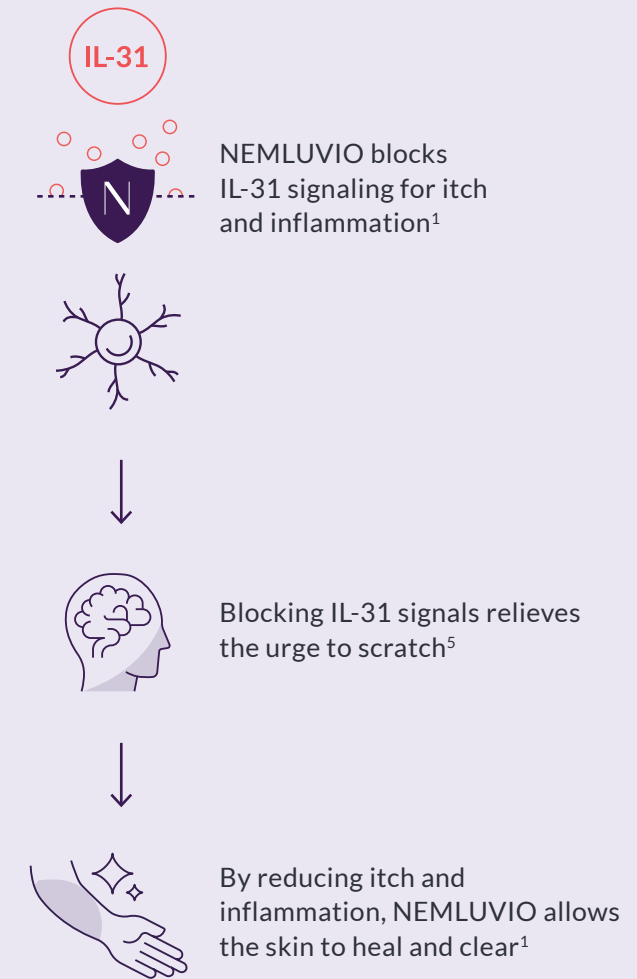 IL-31
N
NEMLUVIO blocks
IL-31 signaling for itch
and inflammation¹
Blocking IL-31 signals relieves
the urge to scratch⁵
By reducing itch and
inflammation, NEMLUVIO allows
the skin to heal and clear¹